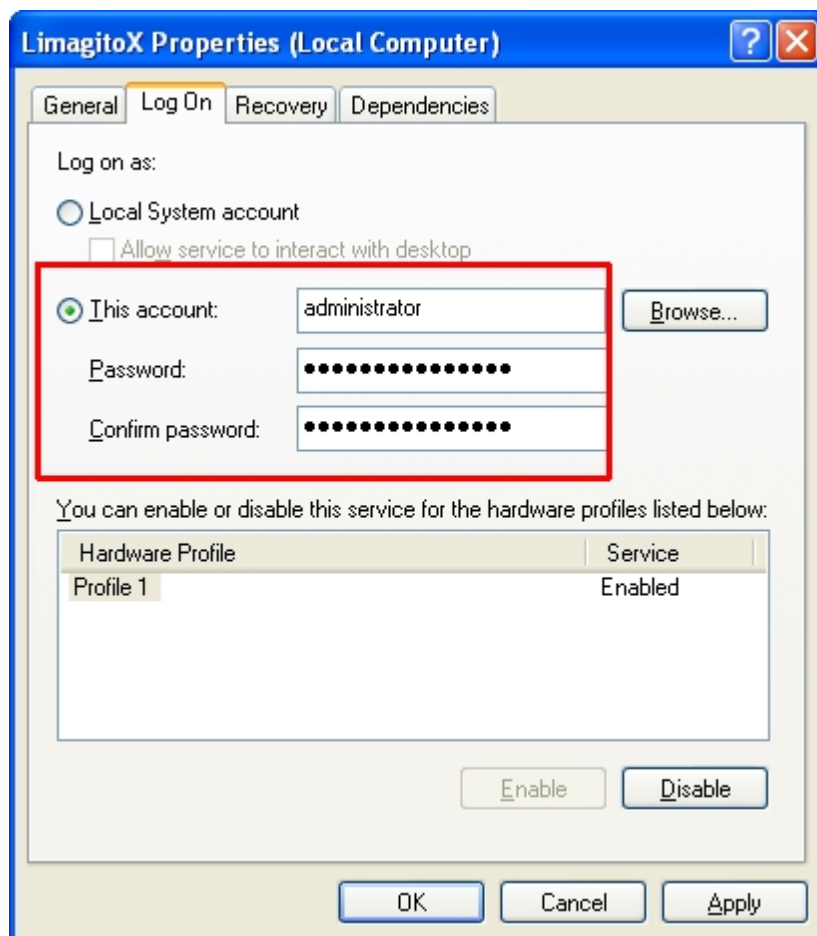 LimagitoX Properties (Local Computer)
?
General Log On Recovery Dependencies
Log on as:
Local System account
Allow service to interact with desktop
This account: administrator Browse...
Password: ●●●●●●●●●●●●●●●
Confirm password: ●●●●●●●●●●●●●●●
You can enable or disable this service for the hardware profiles listed below:
Hardware Profile Service
Profile 1 Enabled
Enable Disable
OK Cancel Apply